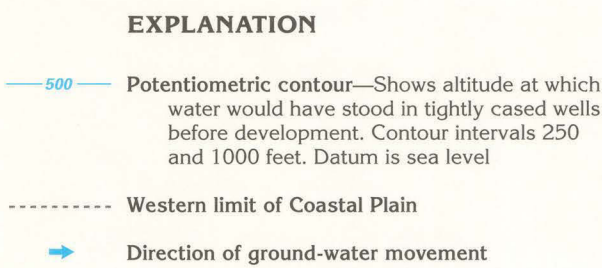 EXPLANATION
500 Potentiometric contour—Shows altitude at which
water would have stood in tightly cased wells
before development. Contour intervals 250
and 1000 feet. Datum is sea level
Western limit of Coastal Plain
Direction of ground-water movement